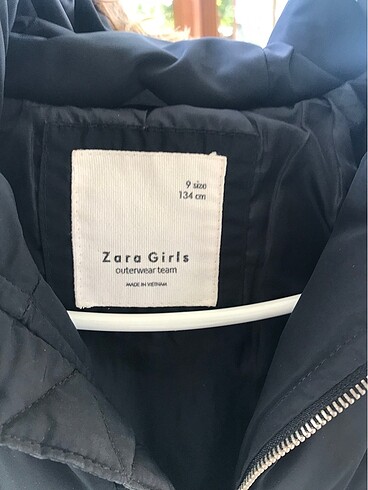 9 size
134 cm
Zara Girls
outerwear team
MADE IN VIETNAM